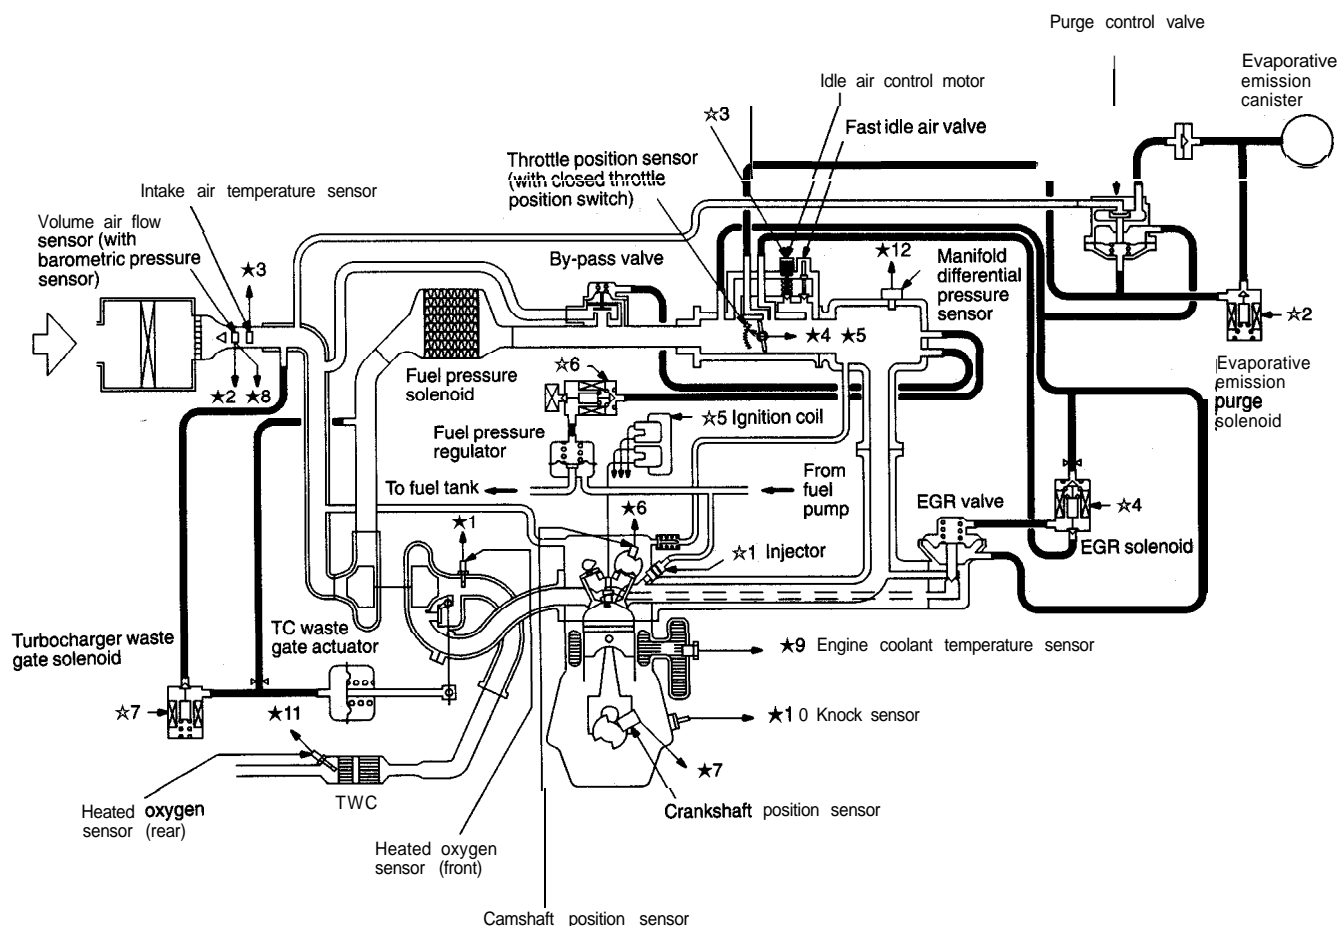 Purge control valve
Evaporative
emission
canister
Idle air control motor
☆3
Fast idle air valve
Throttle position sensor
(with closed throttle
position switch)
Intake air temperature sensor
Volume air flow
sensor (with
barometric pressure
sensor)
★3
By-pass valve
★12
Manifold
differential
pressure
sensor
★4 ★5
☆2
★2 ★8
☆6
Fuel pressure
solenoid
Evaporative
emission
purge
solenoid
☆5 Ignition coil
Fuel pressure
regulator
To fuel tank
From
fuel
pump
EGR valve
☆4
★6
★1
☆1 Injector
EGR solenoid
Turbocharger waste
gate solenoid
TC waste
gate actuator
★9 Engine coolant temperature sensor
☆7
★11
★1 0 Knock sensor
★7
TWC
Crankshaft position sensor
Heated oxygen
sensor (rear)
Heated oxygen
sensor (front)
Camshaft position sensor